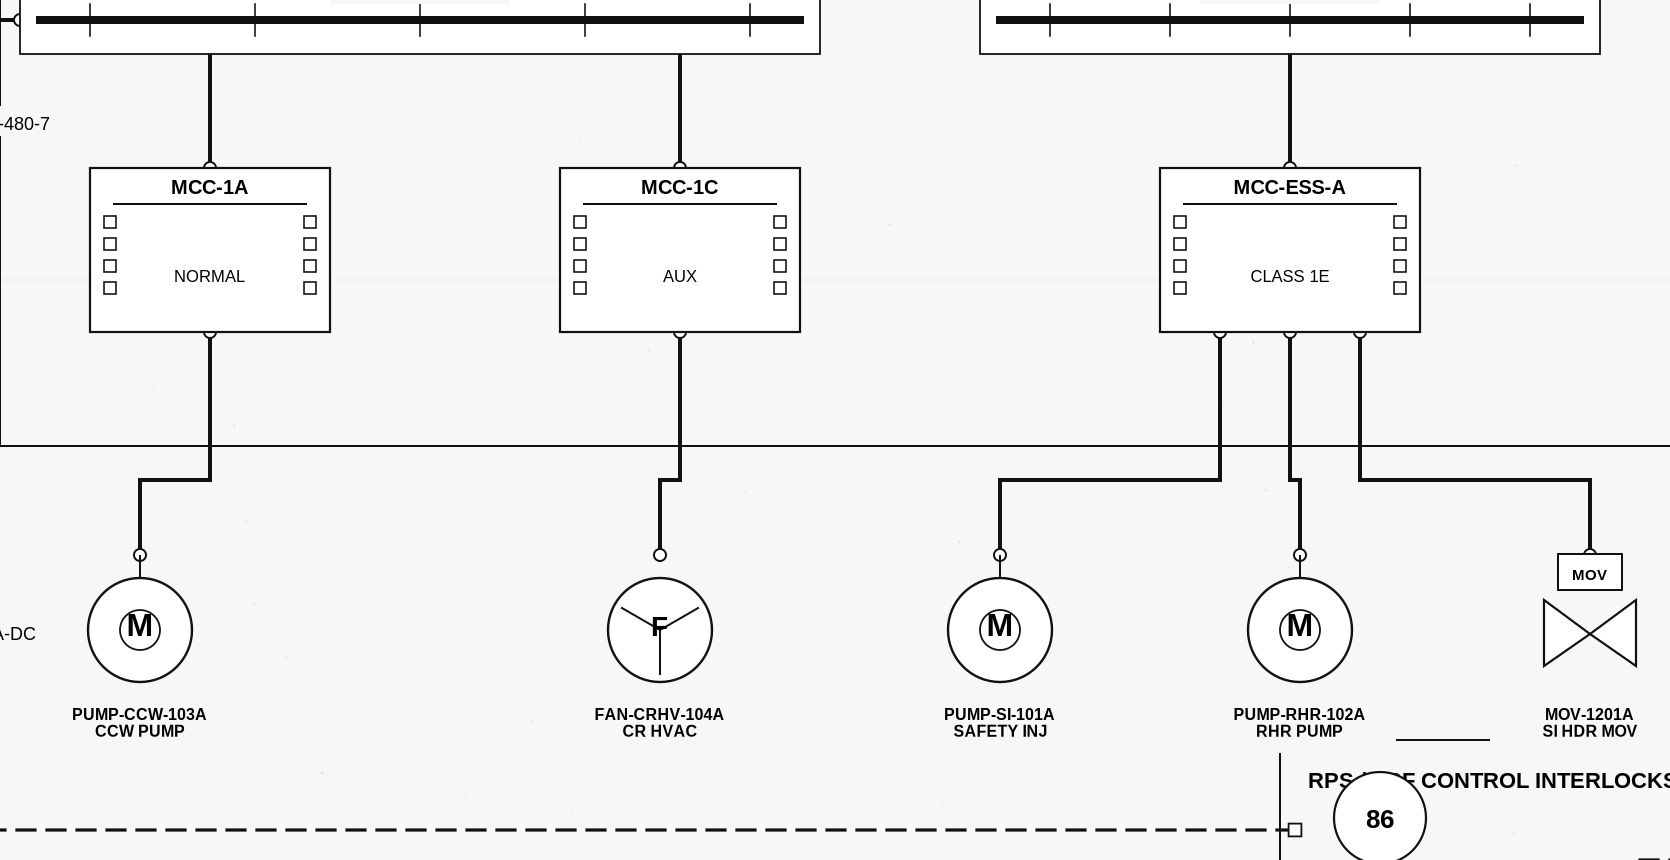 -480-7
MCC-1A
MCC-1C
MCC-ESS-A
NORMAL
AUX
CLASS 1E
MOV
M
F
M
M
A-DC
PUMP-CCW-103A
CCW PUMP
FAN-CRHV-104A
CR HVAC
PUMP-SI-101A
SAFETY INJ
PUMP-RHR-102A
RHR PUMP
MOV-1201A
SI HDR MOV
RPS CONTROL INTERLOCKS
86